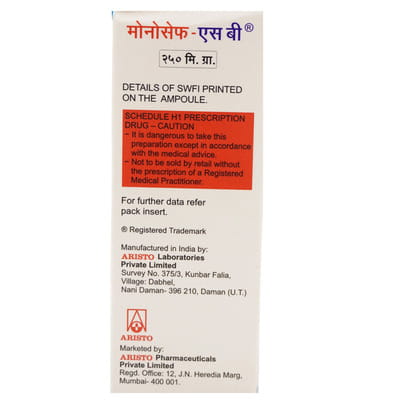 मोनोसेफ-एस बी®
२५० मि. ग्रा.
DETAILS OF SWFI PRINTED
ON THE AMPOULE.
SCHEDULE H1 PRESCRIPTION
DRUG – CAUTION
- It is dangerous to take this
preparation except in accordance
with the medical advice.
- Not to be sold by retail without
the prescription of a Registered
Medical Practitioner.
For further data refer
pack insert.
® Registered Trademark
Manufactured in India by:
ARISTO Laboratories
Private Limited
Survey No. 375/3, Kunbar Falia,
Village: Dabhel,
Nani Daman- 396 210, Daman (U.T.)
ARISTO
Marketed by:
ARISTO Pharmaceuticals
Private Limited
Regd. Office: 12, J.N. Heredia Marg,
Mumbai- 400 001.